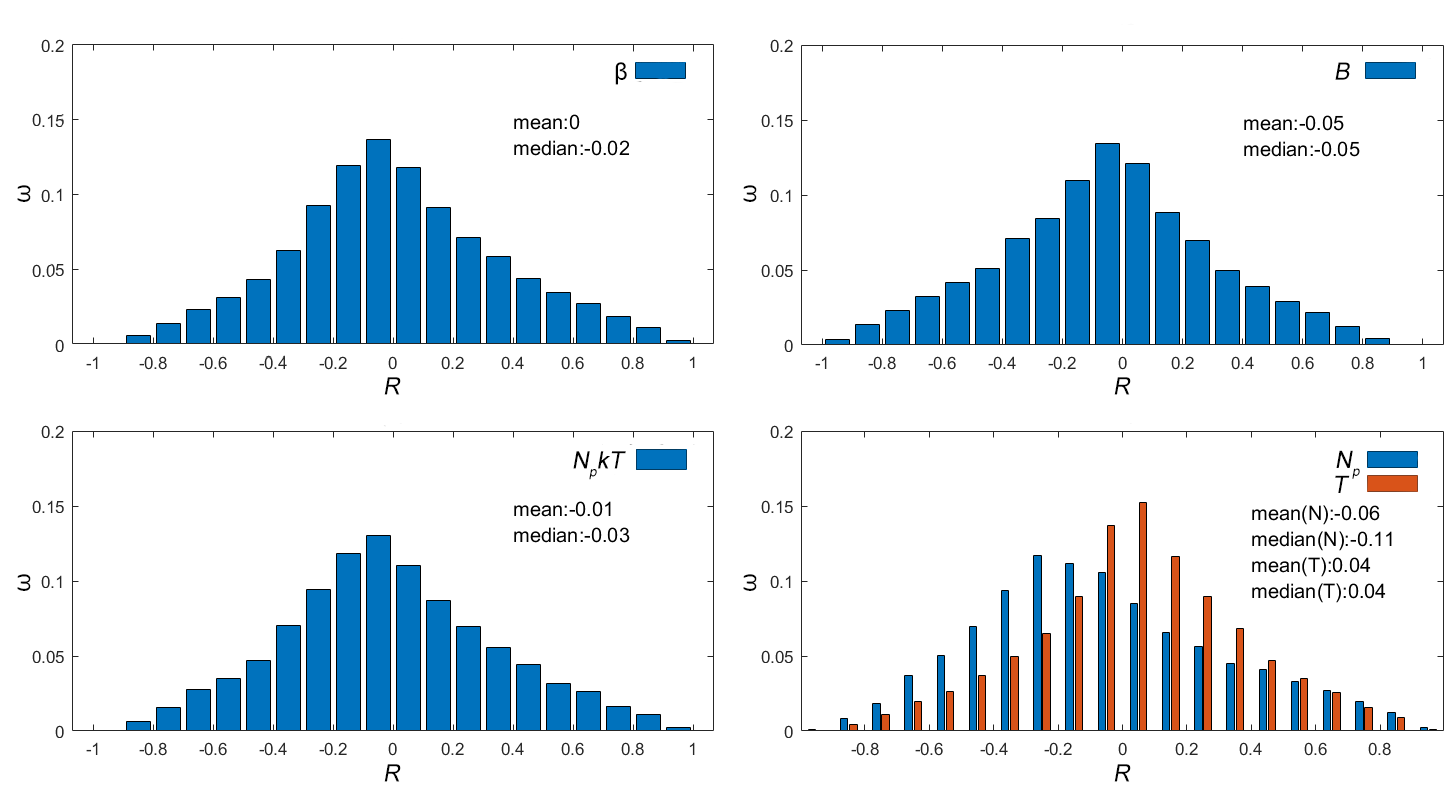 β
mean:0
median:-0.02
ω
0.2
0.15
0.1
0.05
0
-1 -0.8 -0.6 -0.4 -0.2 0 0.2 0.4 0.6 0.8 1
R
B
mean:-0.05
median:-0.05
ω
0.2
0.15
0.1
0.05
0
-1 -0.8 -0.6 -0.4 -0.2 0 0.2 0.4 0.6 0.8 1
R
NpkT
mean:-0.01
median:-0.03
ω
0.2
0.15
0.1
0.05
0
-1 -0.8 -0.6 -0.4 -0.2 0 0.2 0.4 0.6 0.8 1
R
Np
T
mean(N):-0.06
median(N):-0.11
mean(T):0.04
median(T):0.04
ω
0.2
0.15
0.1
0.05
0
-0.8 -0.6 -0.4 -0.2 0 0.2 0.4 0.6 0.8
R